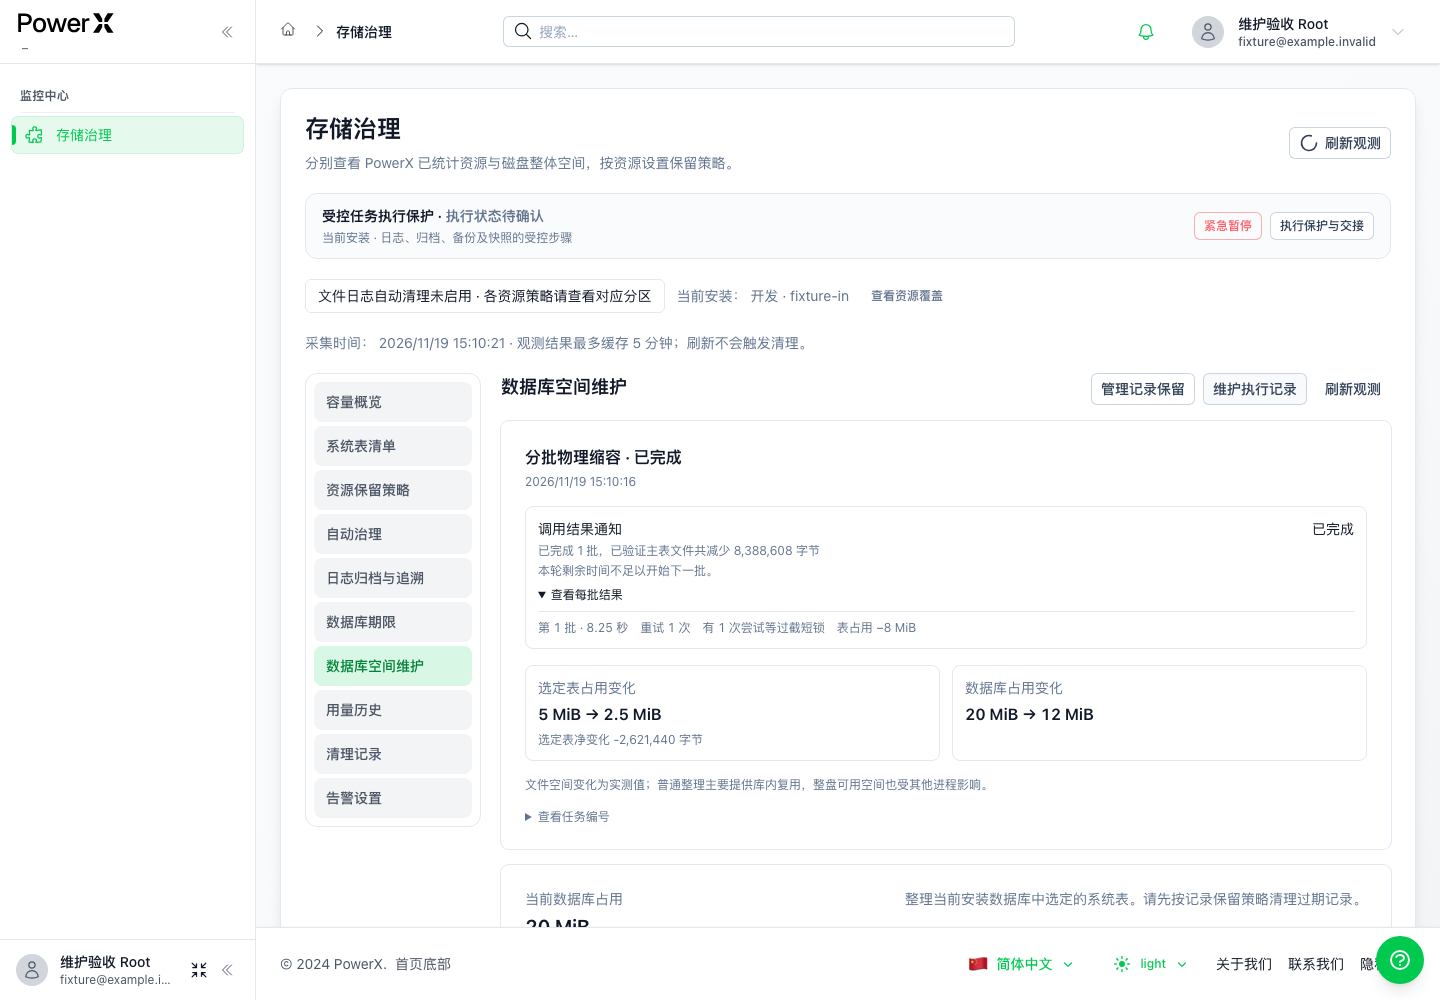 PowerX
–
存储治理
搜索...
维护验收 Root
fixture@example.invalid
监控中心
存储治理
存储治理
分别查看 PowerX 已统计资源与磁盘整体空间，按资源设置保留策略。
刷新观测
受控任务执行保护 · 执行状态待确认
当前安装 · 日志、归档、备份及快照的受控步骤
紧急暂停
执行保护与交接
文件日志自动清理未启用 · 各资源策略请查看对应分区
当前安装： 开发 · fixture-in
查看资源覆盖
采集时间： 2026/11/19 15:10:21 · 观测结果最多缓存 5 分钟；刷新不会触发清理。
容量概览
系统表清单
资源保留策略
自动治理
日志归档与追溯
数据库期限
数据库空间维护
用量历史
清理记录
告警设置
数据库空间维护
管理记录保留
维护执行记录
刷新观测
分批物理缩容 · 已完成
2026/11/19 15:10:16
调用结果通知
已完成
已完成 1 批，已验证主表文件共减少 8,388,608 字节
本轮剩余时间不足以开始下一批。
▼ 查看每批结果
第 1 批 · 8.25 秒 重试 1 次 有 1 次尝试等过截短锁 表占用 −8 MiB
选定表占用变化
5 MiB → 2.5 MiB
选定表净变化 -2,621,440 字节
数据库占用变化
20 MiB → 12 MiB
文件空间变化为实测值；普通整理主要提供库内复用，整盘可用空间也受其他进程影响。
▶ 查看任务编号
当前数据库占用
整理当前安装数据库中选定的系统表。请先按记录保留策略清理过期记录。
20 MiB
维护验收 Root
fixture@example.i...
© 2024 PowerX. 首页底部
简体中文
light
关于我们
联系我们
隐